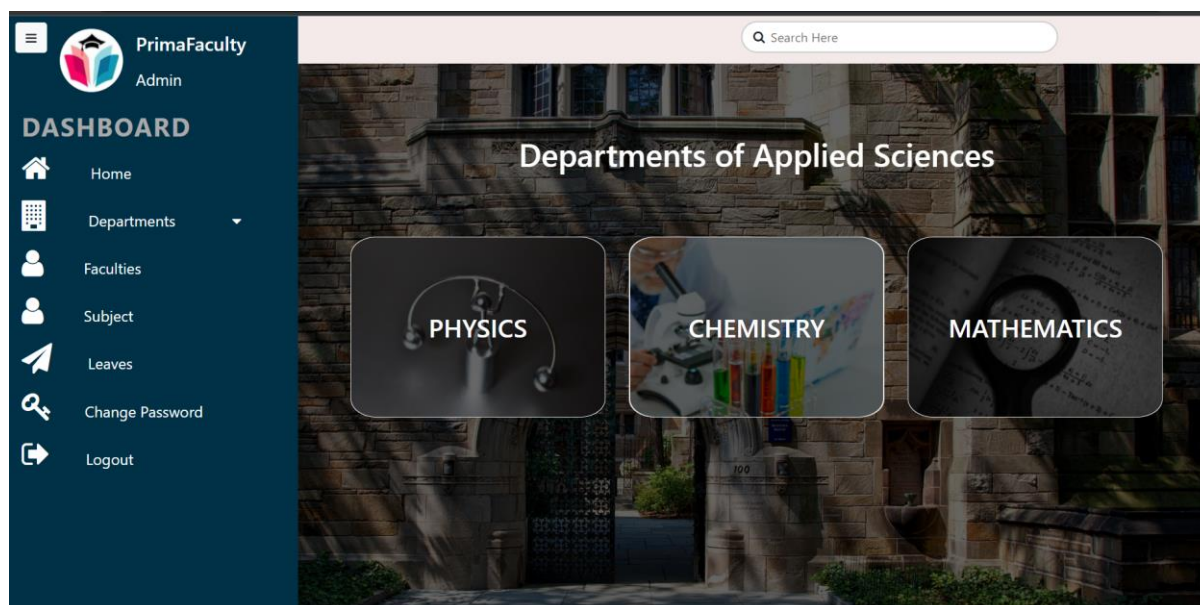 PrimaFaculty
Admin
Search Here
DASHBOARD
Home
Departments
Faculties
Subject
Leaves
Change Password
Logout
Departments of Applied Sciences
PHYSICS
CHEMISTRY
MATHEMATICS
100